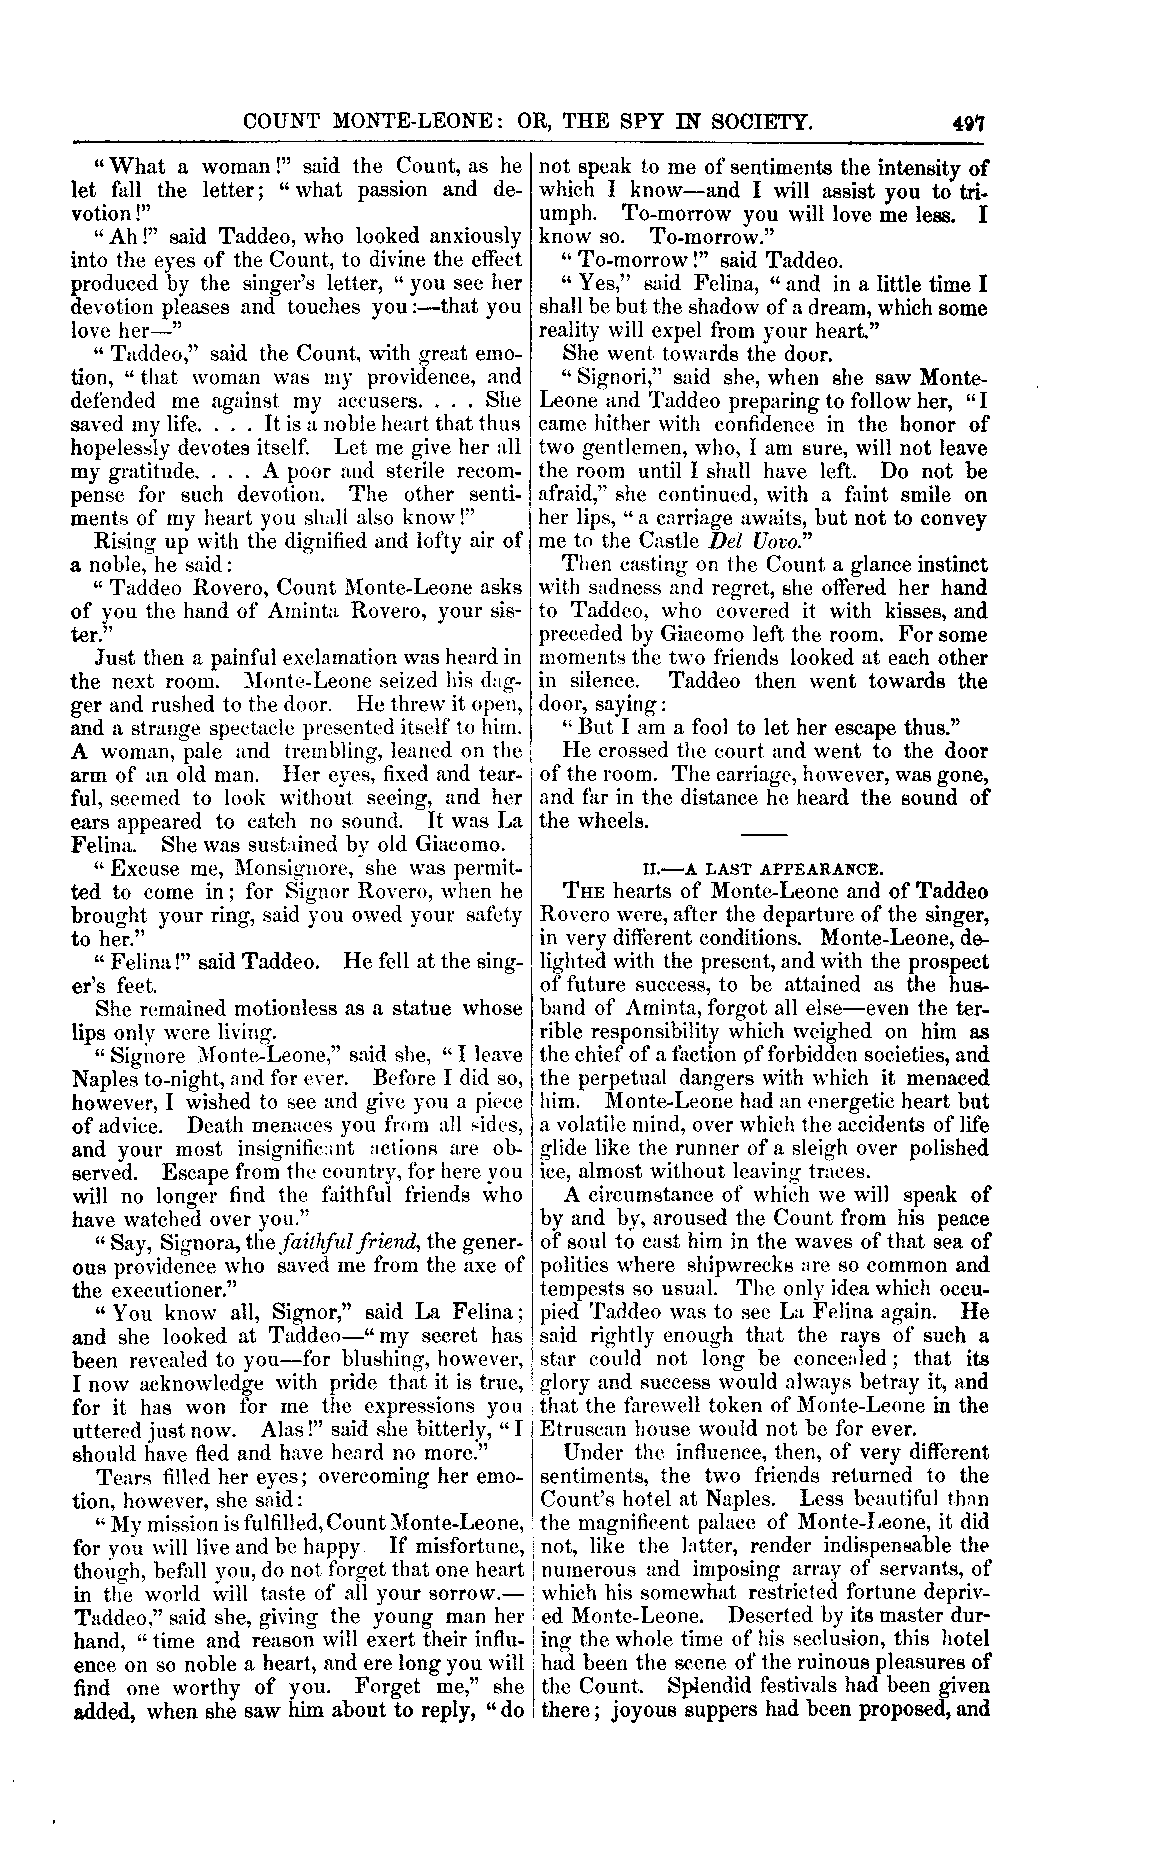 COUNT MONTE-LEONE: OR, THE SPY IN SOCIETY. 497
"What a woman!" said the Count, as he
let fall the letter; "what passion and de-
votion!"
"Ah!" said Taddeo, who looked anxiously
into the eyes of the Count, to divine the effect
produced by the singer's letter, "you see her
devotion pleases and touches you:—that you
love her—"
"Taddeo," said the Count, with great emo-
tion, "that woman was my providence, and
defended me against my accusers. . . . She
saved my life. . . . It is a noble heart that thus
hopelessly devotes itself. Let me give her all
my gratitude. . . . A poor and sterile recom-
pense for such devotion. The other senti-
ments of my heart you shall also know!"
Rising up with the dignified and lofty air of
a noble, he said:
"Taddeo Rovero, Count Monte-Leone asks
of you the hand of Aminta Rovero, your sis-
ter."
Just then a painful exclamation was heard in
the next room. Monte-Leone seized his dag-
ger and rushed to the door. He threw it open,
and a strange spectacle presented itself to him.
A woman, pale and trembling, leaned on the
arm of an old man. Her eyes, fixed and tear-
ful, seemed to look without seeing, and her
ears appeared to catch no sound. It was La
Felina. She was sustained by old Giacomo.
"Excuse me, Monsignore, she was permit-
ted to come in; for Signor Rovero, when he
brought your ring, said you owed your safety
to her."
"Felina!" said Taddeo. He fell at the sing-
er's feet.
She remained motionless as a statue whose
lips only were living.
"Signore Monte-Leone," said she, "I leave
Naples to-night, and for ever. Before I did so,
however, I wished to see and give you a piece
of advice. Death menaces you from all sides,
and your most insignificant actions are ob-
served. Escape from the country, for here you
will no longer find the faithful friends who
have watched over you."
"Say, Signora, the faithful friend, the gener-
ous providence who saved me from the axe of
the executioner."
"You know all, Signor," said La Felina;
and she looked at Taddeo—"my secret has
been revealed to you—for blushing, however,
I now acknowledge with pride that it is true,
for it has won for me the expressions you
uttered just now. Alas!" said she bitterly, "I
should have fled and have heard no more."
Tears filled her eyes; overcoming her emo-
tion, however, she said:
"My mission is fulfilled, Count Monte-Leone,
for you will live and be happy. If misfortune,
though, befall you, do not forget that one heart
in the world will taste of all your sorrow.—
Taddeo," said she, giving the young man her
hand, "time and reason will exert their influ-
ence on so noble a heart, and ere long you will
find one worthy of you. Forget me," she
added, when she saw him about to reply, "do
not speak to me of sentiments the intensity of
which I know—and I will assist you to tri-
umph. To-morrow you will love me less. I
know so. To-morrow."
"To-morrow!" said Taddeo.
"Yes," said Felina, "and in a little time I
shall be but the shadow of a dream, which some
reality will expel from your heart."
She went towards the door.
"Signori," said she, when she saw Monte-
Leone and Taddeo preparing to follow her, "I
came hither with confidence in the honor of
two gentlemen, who, I am sure, will not leave
the room until I shall have left. Do not be
afraid," she continued, with a faint smile on
her lips, "a carriage awaits, but not to convey
me to the Castle Del Uovo."
Then casting on the Count a glance instinct
with sadness and regret, she offered her hand
to Taddeo, who covered it with kisses, and
preceded by Giacomo left the room. For some
moments the two friends looked at each other
in silence. Taddeo then went towards the
door, saying:
"But I am a fool to let her escape thus."
He crossed the court and went to the door
of the room. The carriage, however, was gone,
and far in the distance he heard the sound of
the wheels.
II.—A LAST APPEARANCE.
THE hearts of Monte-Leone and of Taddeo
Rovero were, after the departure of the singer,
in very different conditions. Monte-Leone, de-
lighted with the present, and with the prospect
of future success, to be attained as the hus-
band of Aminta, forgot all else—even the ter-
rible responsibility which weighed on him as
the chief of a faction of forbidden societies, and
the perpetual dangers with which it menaced
him. Monte-Leone had an energetic heart but
a volatile mind, over which the accidents of life
glide like the runner of a sleigh over polished
ice, almost without leaving traces.
A circumstance of which we will speak of
by and by, aroused the Count from his peace
of soul to cast him in the waves of that sea of
politics where shipwrecks are so common and
tempests so usual. The only idea which occu-
pied Taddeo was to see La Felina again. He
said rightly enough that the rays of such a
star could not long be concealed; that its
glory and success would always betray it, and
that the farewell token of Monte-Leone in the
Etruscan house would not be for ever.
Under the influence, then, of very different
sentiments, the two friends returned to the
Count's hotel at Naples. Less beautiful than
the magnificent palace of Monte-Leone, it did
not, like the latter, render indispensable the
numerous and imposing array of servants, of
which his somewhat restricted fortune depriv-
ed Monte-Leone. Deserted by its master dur-
ing the whole time of his seclusion, this hotel
had been the scene of the ruinous pleasures of
the Count. Splendid festivals had been given
there; joyous suppers had been proposed, and